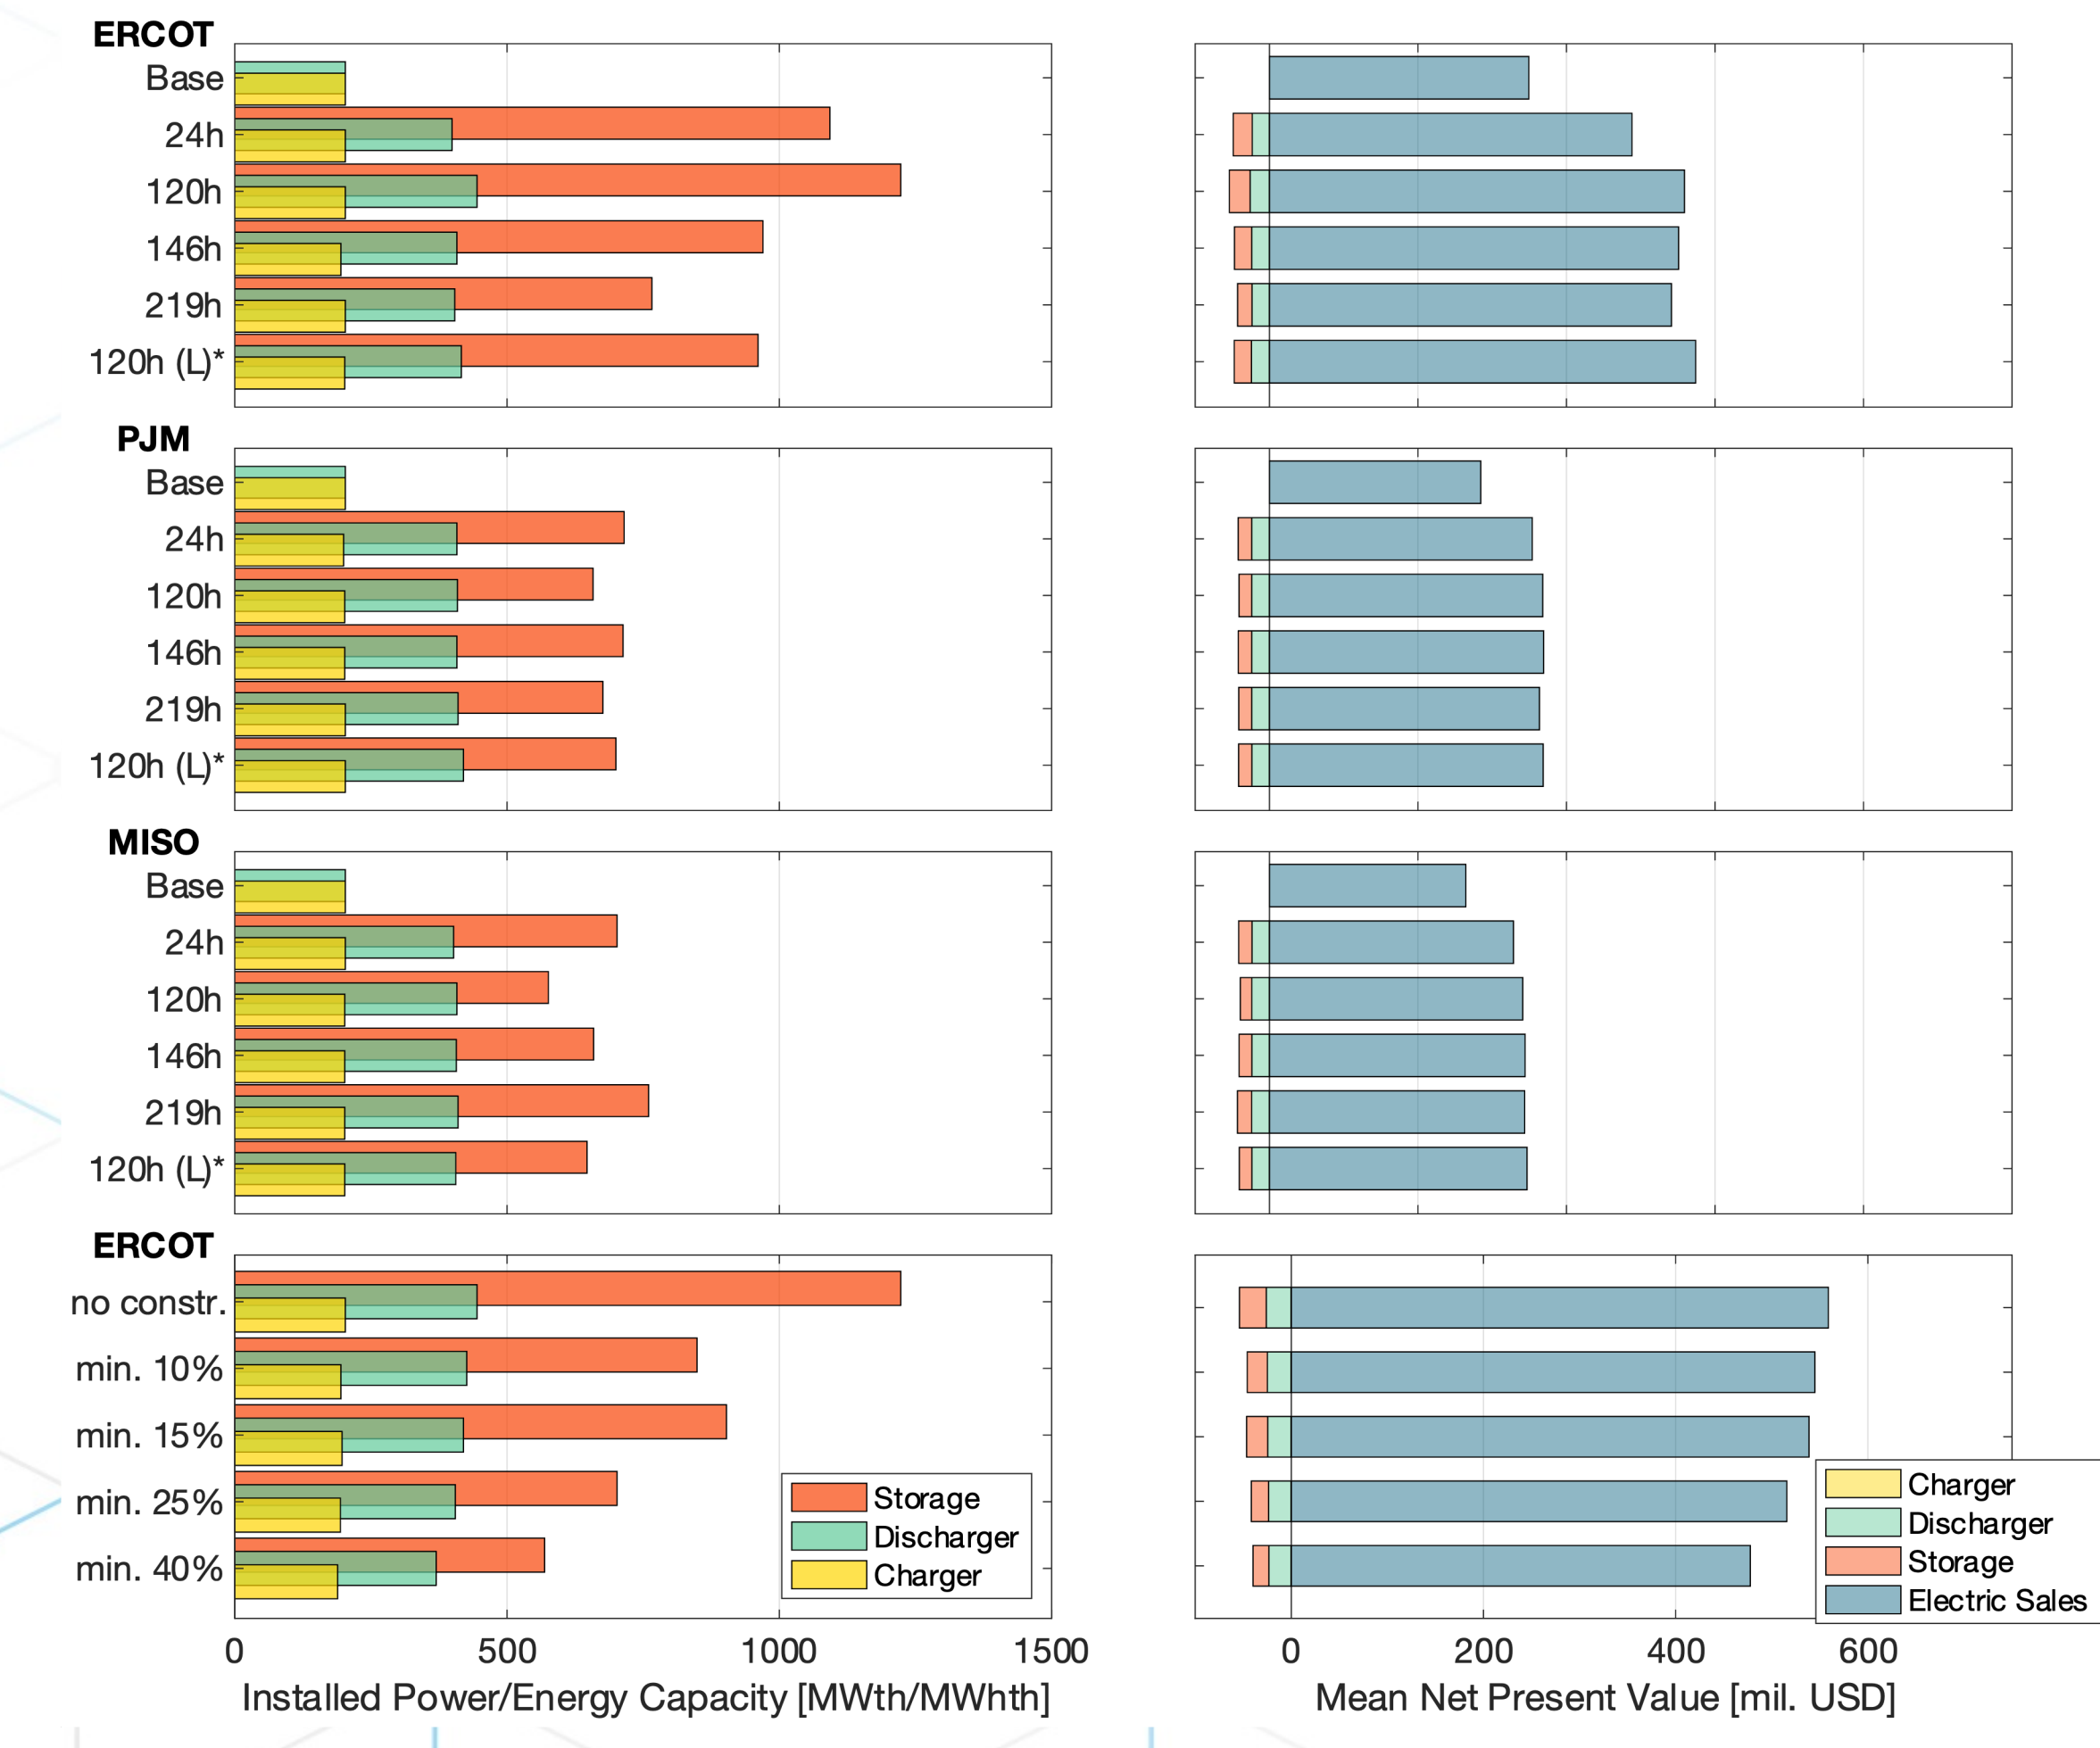 ERCOT
Base
24h
120h
146h
219h
120h (L)*
PJM
Base
24h
120h
146h
219h
120h (L)*
MISO
Base
24h
120h
146h
219h
120h (L)*
ERCOT
no constr.
min. 10%
min. 15%
min. 25%
min. 40%
Storage
Discharger
Charger
0 500 1000 1500
Installed Power/Energy Capacity [MWth/MWhth]
Charger
Discharger
Storage
Electric Sales
0 200 400 600
Mean Net Present Value [mil. USD]